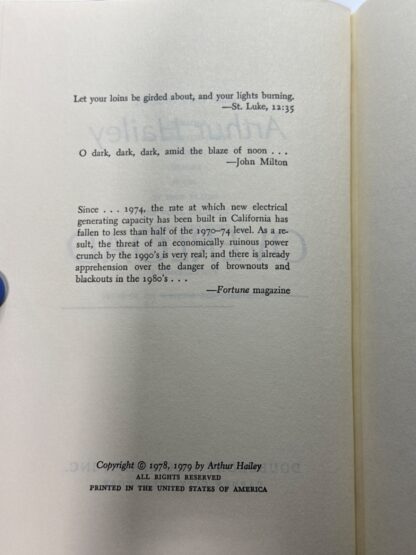 Let your loins be girded about, and your lights burning.
—St. Luke, 12:35
O dark, dark, dark, amid the blaze of noon . . .
—John Milton
Since . . . 1974, the rate at which new electrical
generating capacity has been built in California has
fallen to less than half of the 1970–74 level. As a re-
sult, the threat of an economically ruinous power
crunch by the 1990's is very real; and there is already
apprehension over the danger of brownouts and
blackouts in the 1980's . . .
—Fortune magazine
Copyright © 1978, 1979 by Arthur Hailey
ALL RIGHTS RESERVED
PRINTED IN THE UNITED STATES OF AMERICA